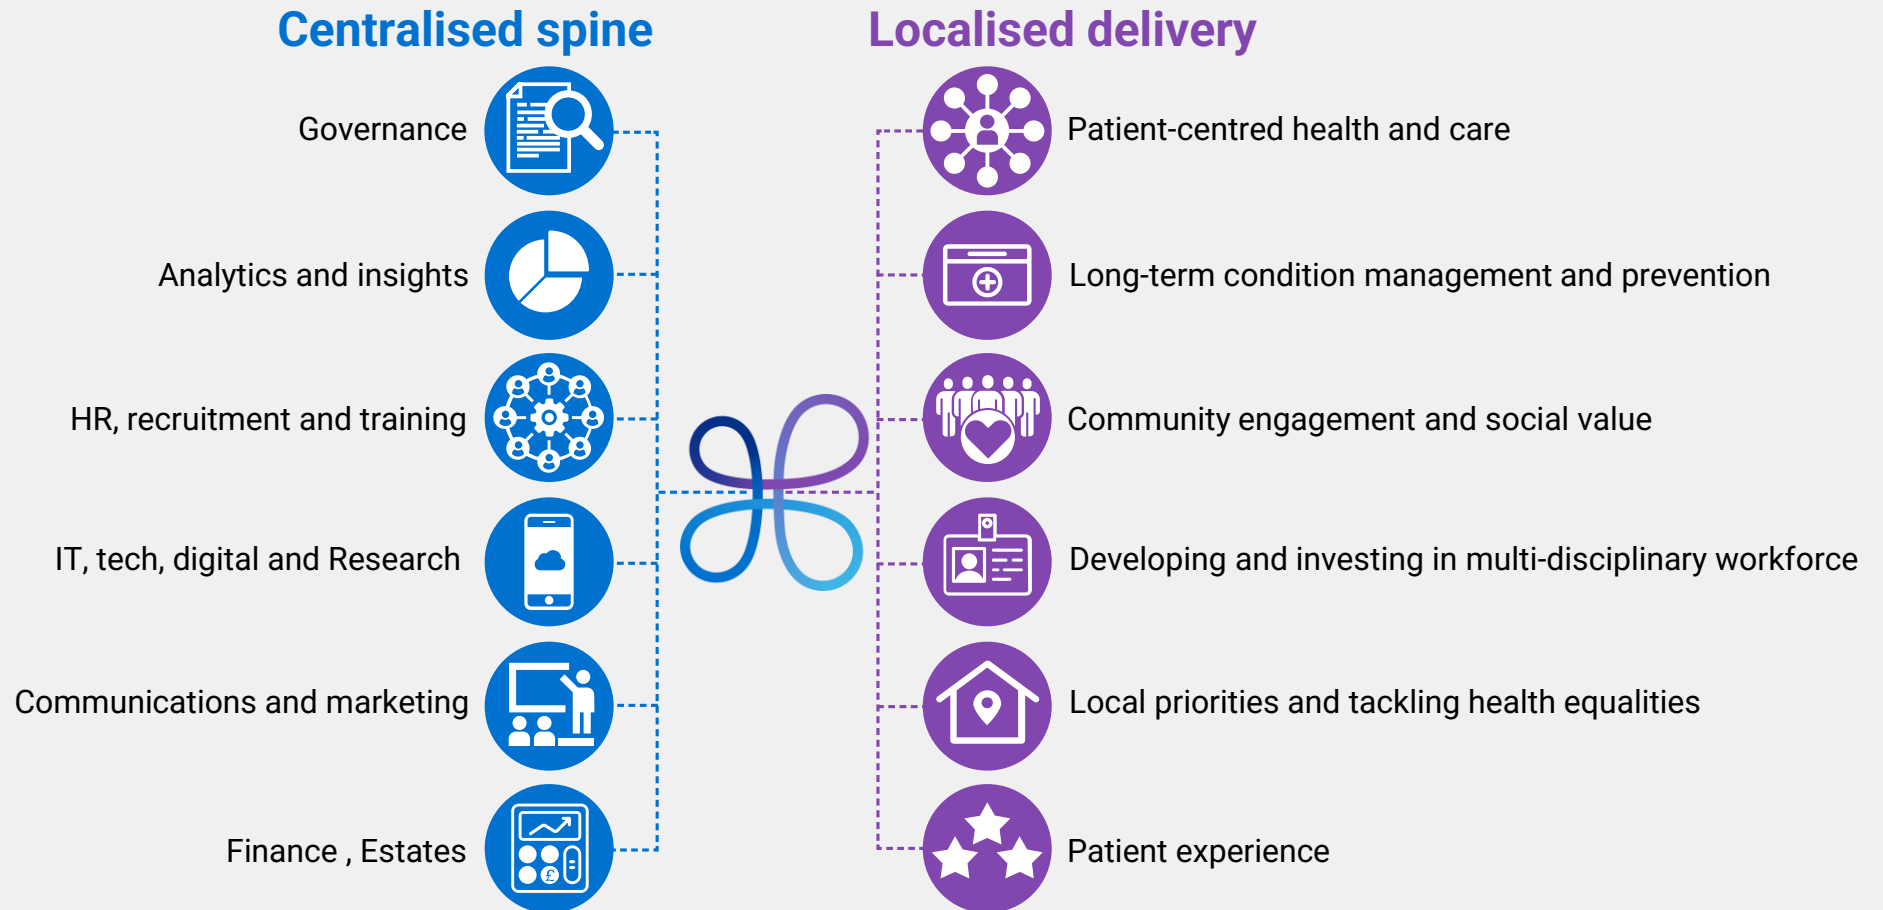 Centralised spine
Governance
Analytics and insights
HR, recruitment and training
IT, tech, digital and Research
Communications and marketing
Finance , Estates
£
Localised delivery
Patient-centred health and care
Long-term condition management and prevention
Community engagement and social value
Developing and investing in multi-disciplinary workforce
Local priorities and tackling health equalities
Patient experience